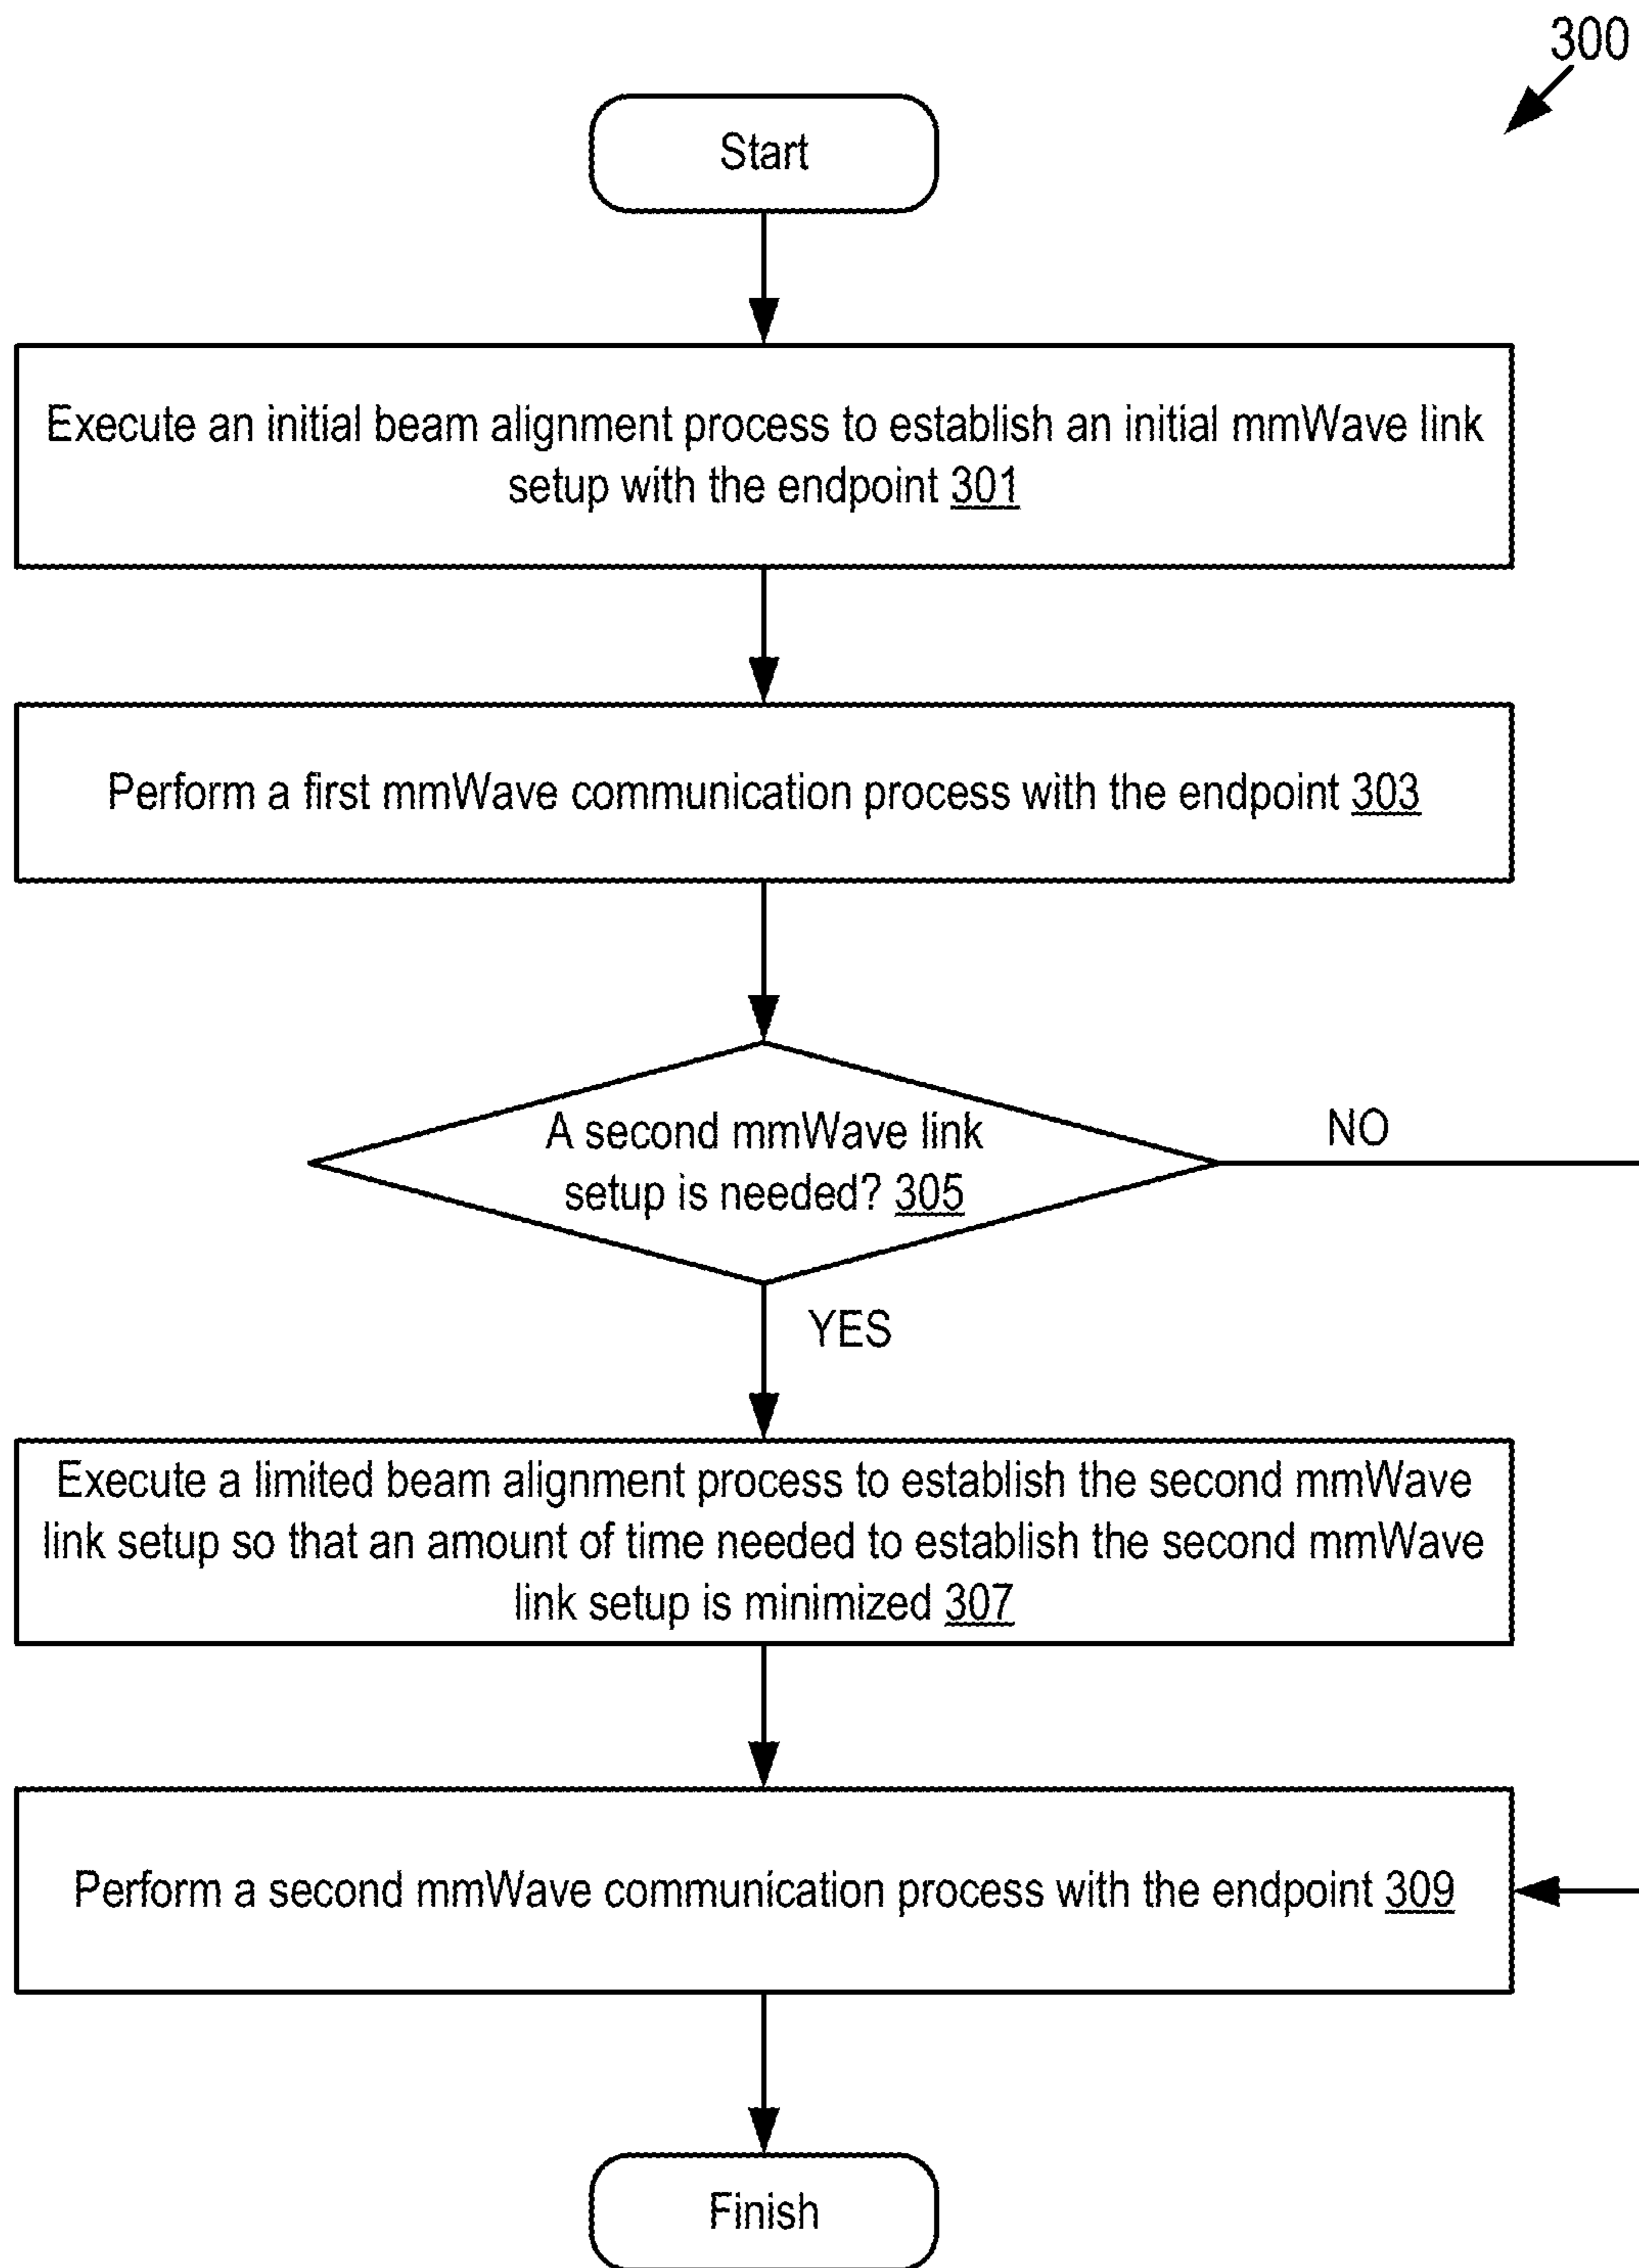 300
Start
Execute an initial beam alignment process to establish an initial mmWave link
setup with the endpoint 301
Perform a first mmWave communication process with the endpoint 303
A second mmWave link
setup is needed? 305
NO
YES
Execute a limited beam alignment process to establish the second mmWave
link setup so that an amount of time needed to establish the second mmWave
link setup is minimized 307
Perform a second mmWave communication process with the endpoint 309
Finish